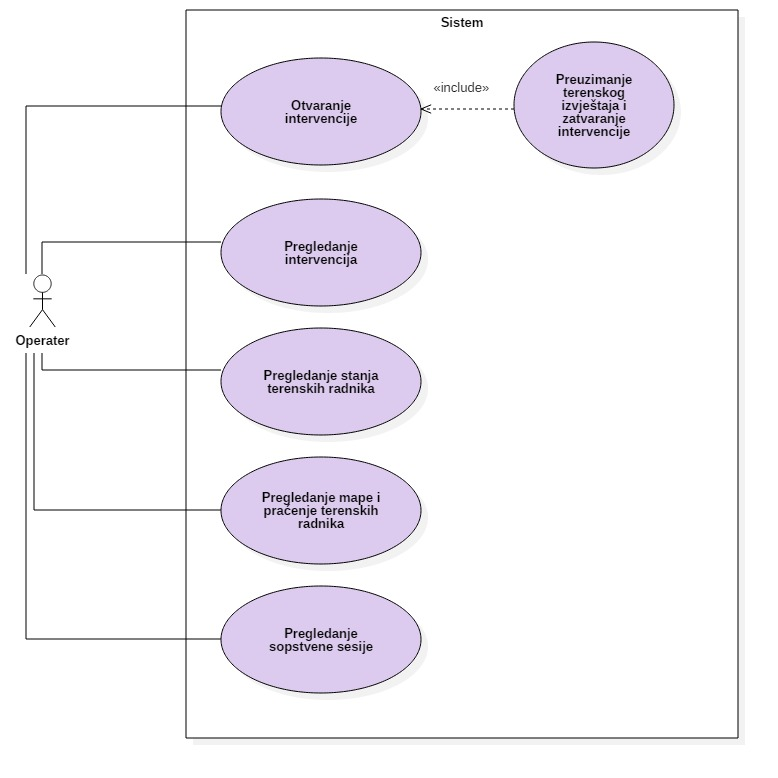 Sistem
Otvaranje
intervencije
«include»
Preuzimanje
terenskog
izvještaja i
zatvaranje
intervencije
Pregledanje
intervencija
Operater
Pregledanje stanja
terenskih radnika
Pregledanje mape i
praćenje terenskih
radnika
Pregledanje
sopstvene sesije